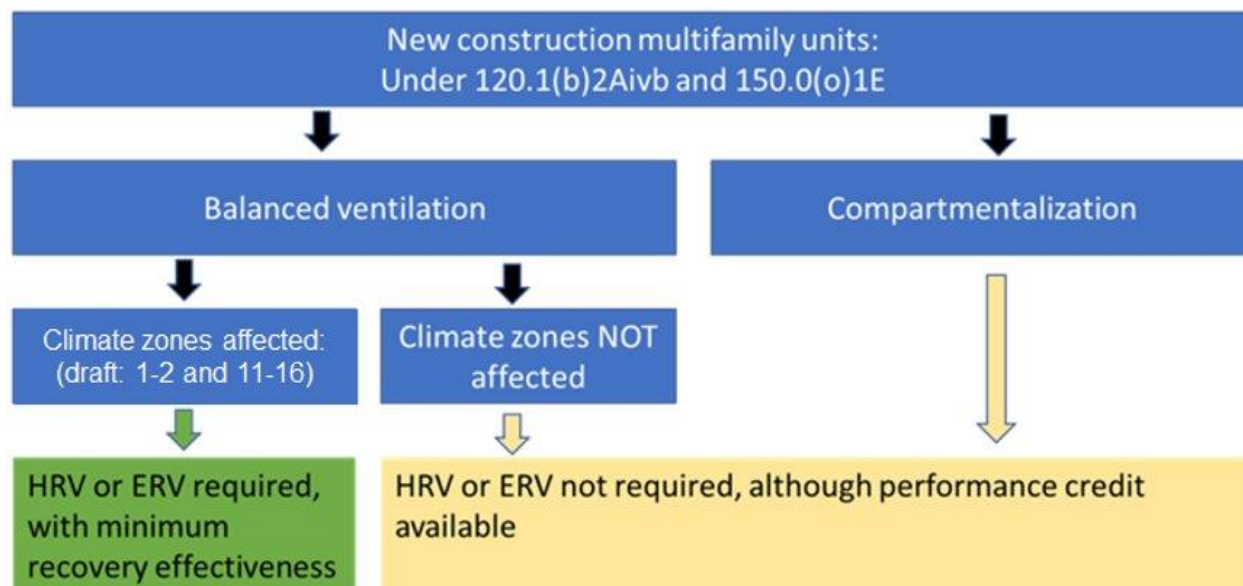 New construction multifamily units:
Under 120.1(b)2Aivb and 150.0(o)1E
Balanced ventilation
Compartmentalization
Climate zones affected:
(draft: 1-2 and 11-16)
Climate zones NOT
affected
HRV or ERV required,
with minimum
recovery effectiveness
HRV or ERV not required, although performance credit
available